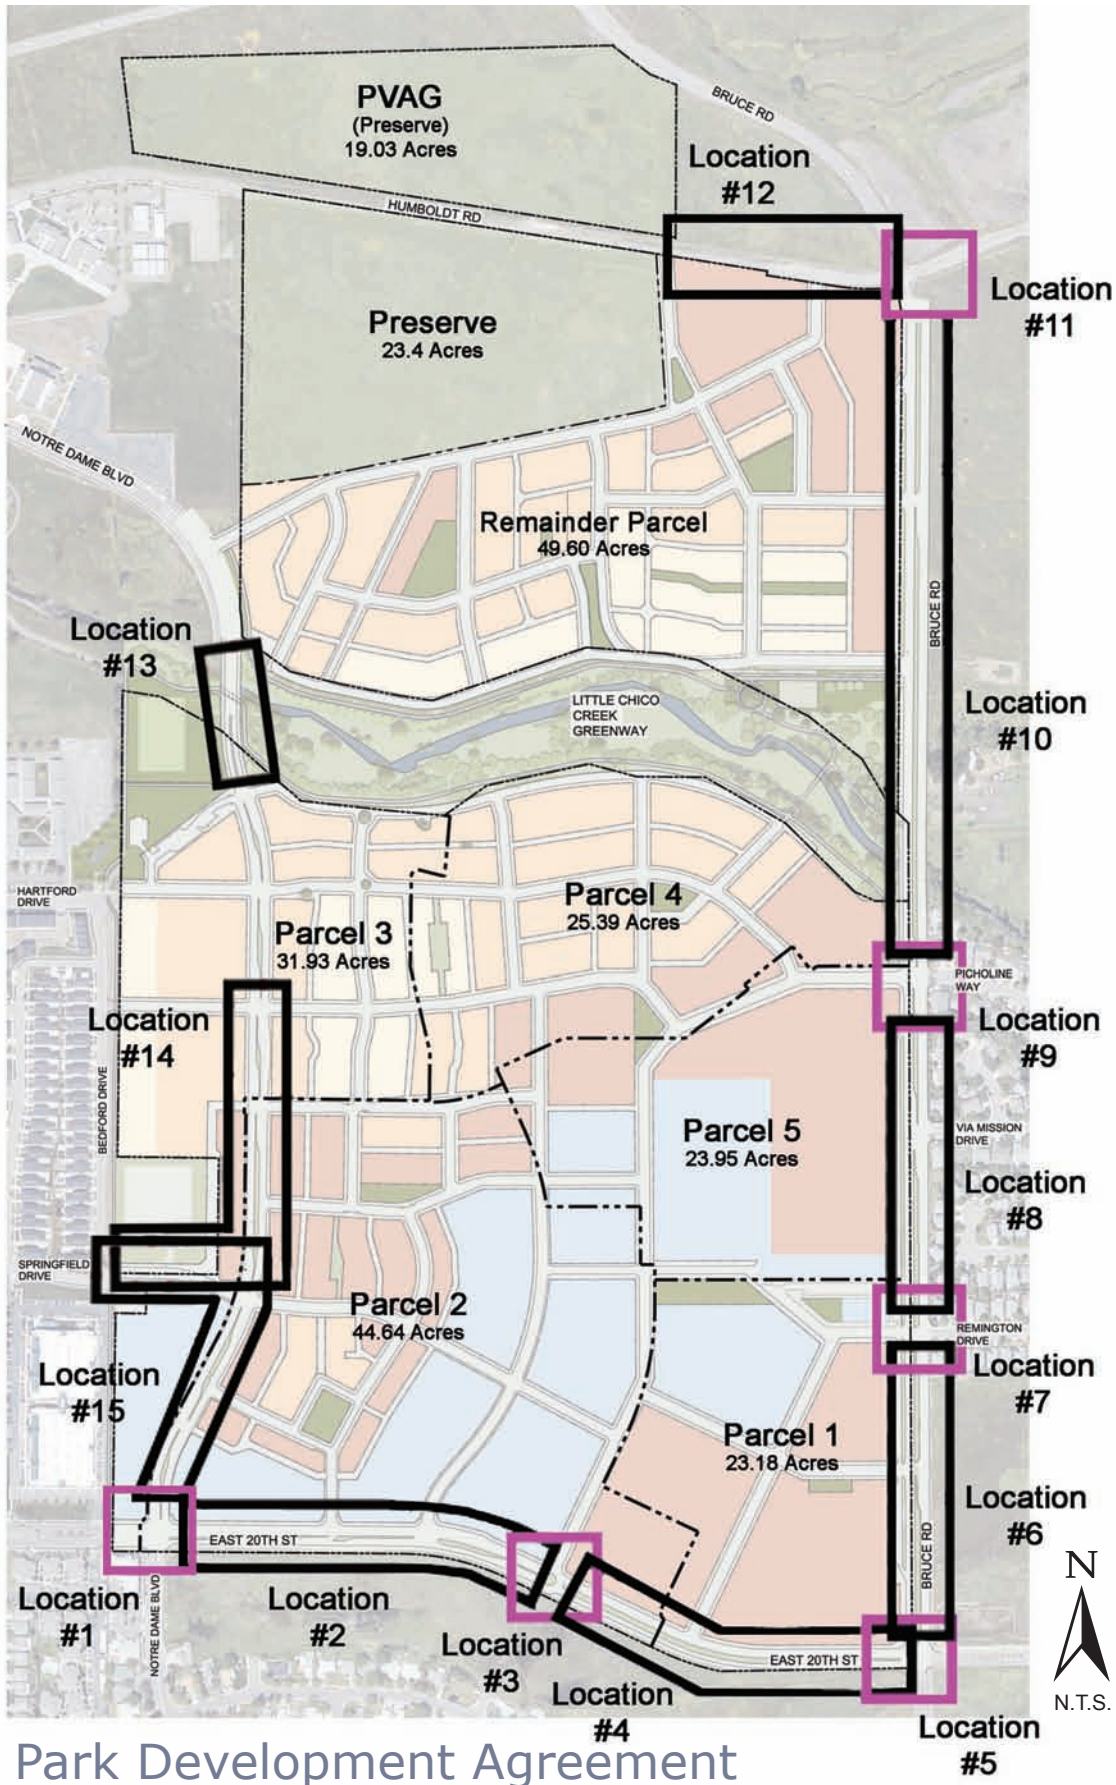 PVAG
(Preserve)
19.03 Acres
BRUCE RD
Location
#12
HUMBOLDT RD
Location
#11
Preserve
23.4 Acres
NOTRE DAME BLVD
Remainder Parcel
49.60 Acres
BRUCE RD
Location
#13
LITTLE CHICO
CREEK
GREENWAY
Location
#10
HARTFORD
DRIVE
Parcel 4
25.39 Acres
Parcel 3
31.93 Acres
PICHOLINE
WAY
Location
#14
Location
#9
BEDFORD DRIVE
Parcel 5
23.95 Acres
VIA MISSION
DRIVE
Location
#8
SPRINGFIELD
DRIVE
Parcel 2
44.64 Acres
REMINGTON
DRIVE
Location
#15
Location
#7
Parcel 1
23.18 Acres
Location
#6
EAST 20TH ST
BRUCE RD
N
Location
#1
NOTRE DAME BLVD
Location
#2
Location
#3
EAST 20TH ST
Location
#4
N.T.S.
Location
#5
Park Development Agreement